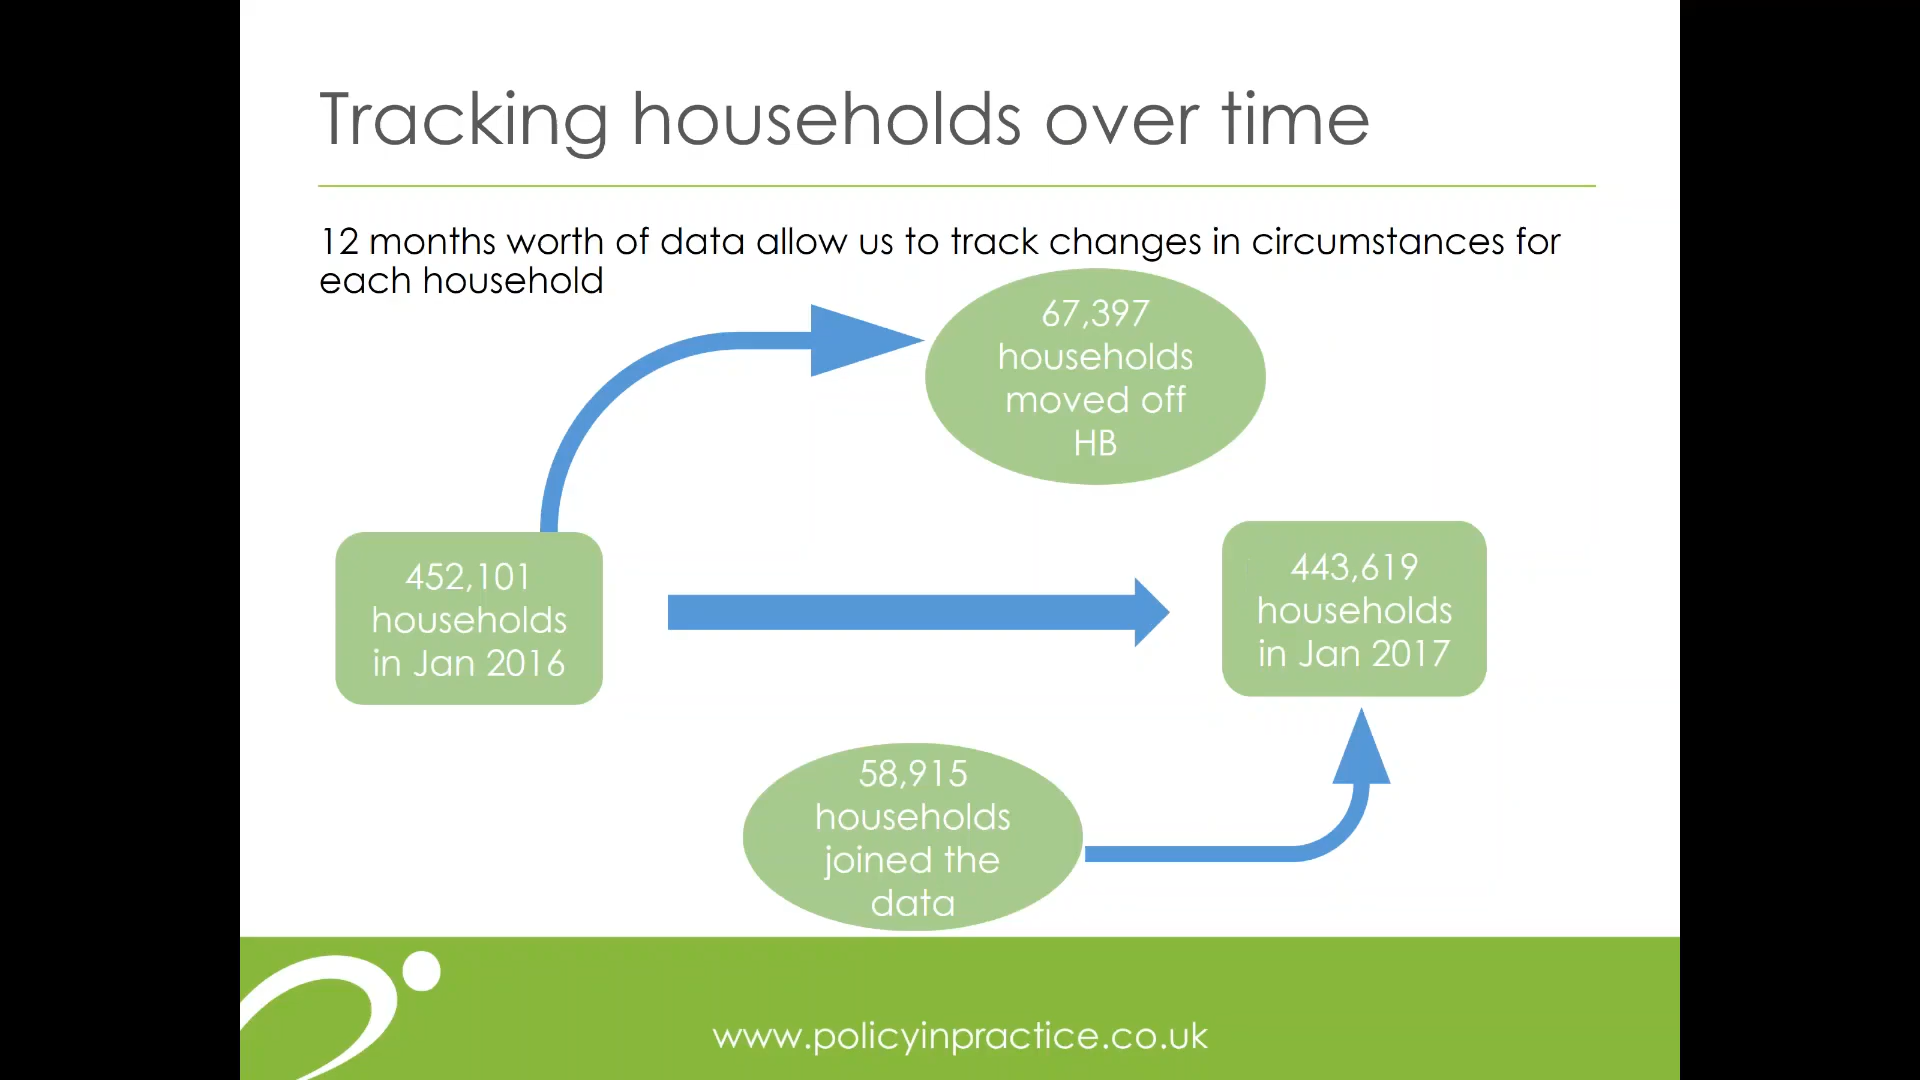 Tracking households over time
12 months worth of data allow us to track changes in circumstances for
each household
67,397
households
moved off
HB
452,101
households
in Jan 2016
443,619
households
in Jan 2017
58,915
households
joined the
data
www.policyinpractice.co.uk